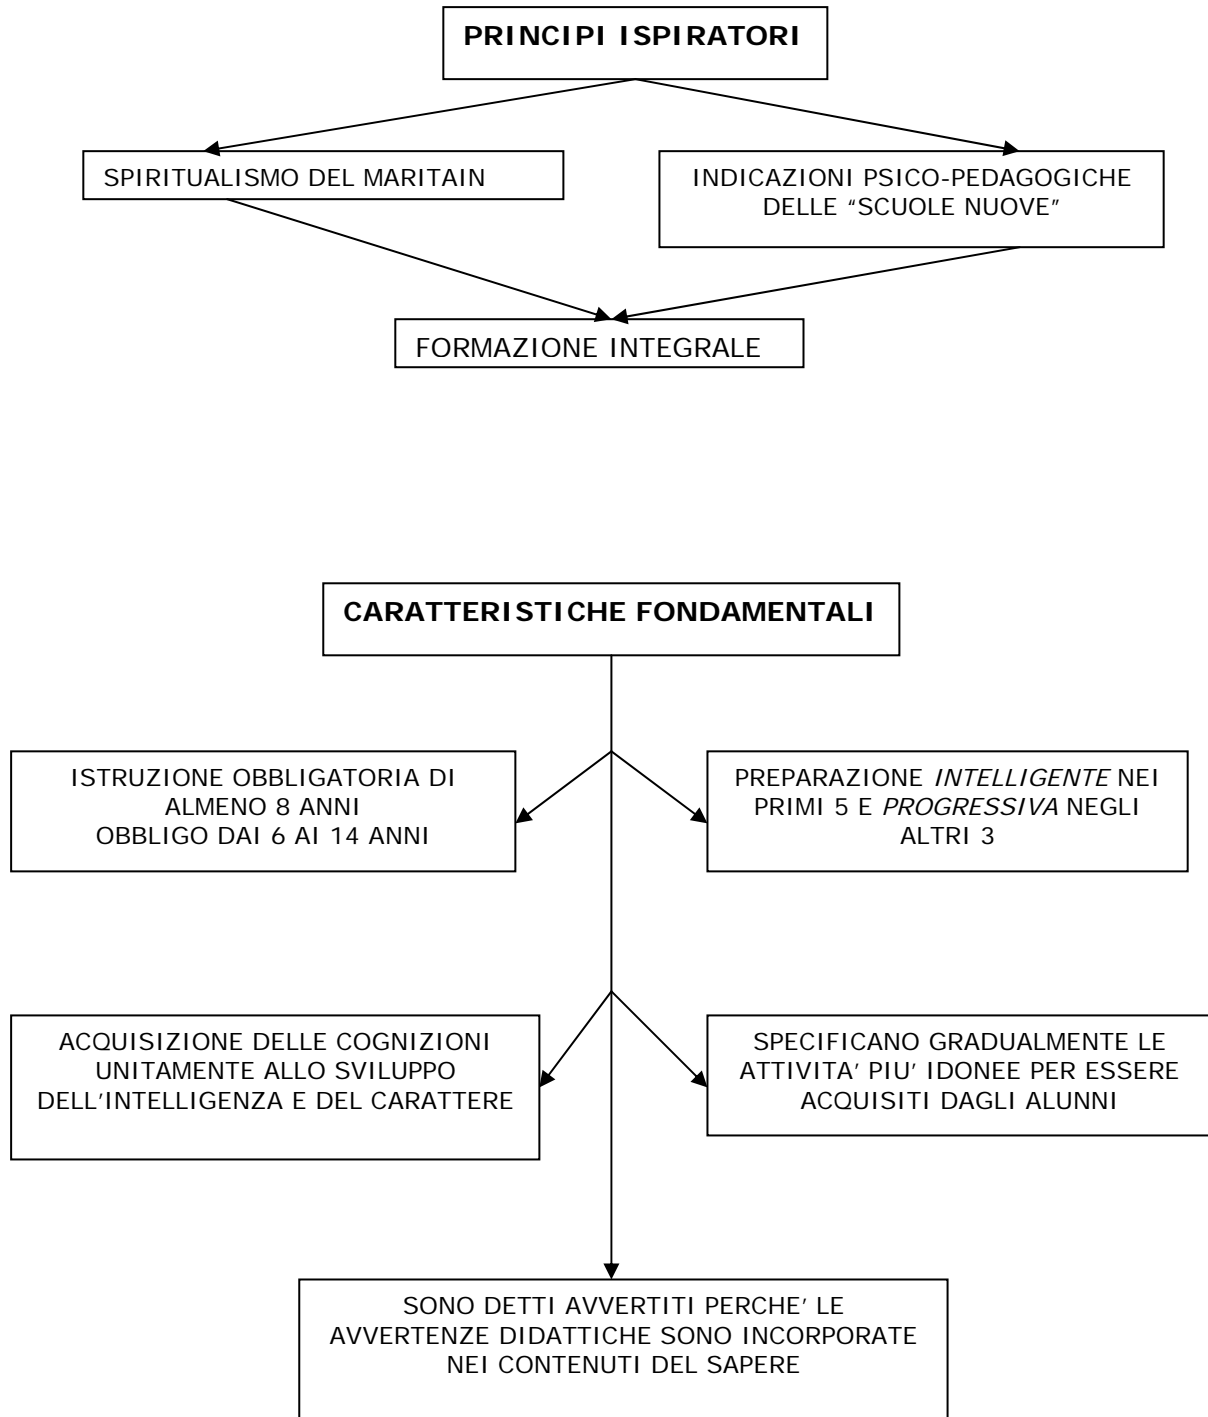 PRINCIPI ISPIRATORI
SPIRITUALISMO DEL MARITAIN
INDICAZIONI PSICO-PEDAGOGICHE
DELLE “SCUOLE NUOVE”
FORMAZIONE INTEGRALE
CARATTERISTICHE FONDAMENTALI
ISTRUZIONE OBBLIGATORIA DI
ALMENO 8 ANNI
OBBLIGO DAI 6 AI 14 ANNI
PREPARAZIONE INTELLIGENTE NEI
PRIMI 5 E PROGRESSIVA NEGLI
ALTRI 3
ACQUISIZIONE DELLE COGNIZIONI
UNITAMENTE ALLO SVILUPPO
DELL’INTELLIGENZA E DEL CARATTERE
SPECIFICANO GRADUALMENTE LE
ATTIVITA’ PIU’ IDONEE PER ESSERE
ACQUISITI DAGLI ALUNNI
SONO DETTI AVVERTITI PERCHE’ LE
AVVERTENZE DIDATTICHE SONO INCORPORATE
NEI CONTENUTI DEL SAPERE